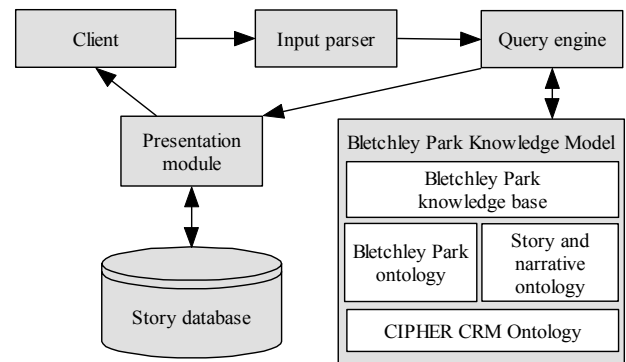 Client
Input parser
Query engine
Presentation
module
Bletchley Park Knowledge Model
Bletchley Park
knowledge base
Bletchley Park
ontology
Story and
narrative
ontology
CIPHER CRM Ontology
Story database